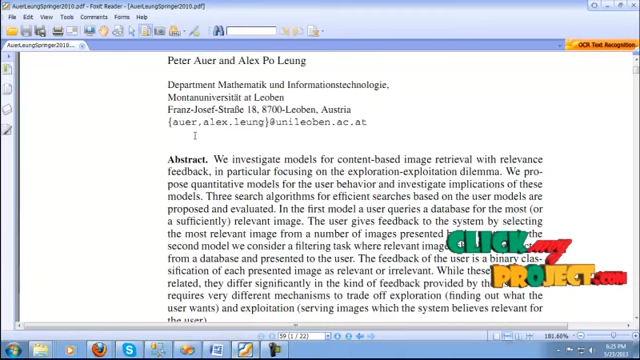 AuerLeungSpringer2010.pdf - Foxit Reader
File Edit View Comments Forms Tools Help
AuerLeungSpringer2010.pdf
OCR Text Recognition
Peter Auer and Alex Po Leung
Department Mathematik und Informationstechnologie,
Montanuniversität at Leoben
Franz-Josef-Straße 18, 8700-Leoben, Austria
{auer,alex.leung}@unileoben.ac.at
Abstract. We investigate models for content-based image retrieval with relevance
feedback, in particular focusing on the exploration-exploitation dilemma. We pro-
pose quantitative models for the user behavior and investigate implications of these
models. Three search algorithms for efficient searches based on the user models are
proposed and evaluated. In the first model a user queries a database for the most (or
a sufficiently) relevant image. The user gives feedback to the system by selecting
the most relevant image from a number of images presented
second model we consider a filtering task where relevant
from a database and presented to the user. The feedback of the user is a binary clas-
sification of each presented image as relevant or irrelevant. While these
related, they differ significantly in the kind of feedback provided by the
requires very different mechanisms to trade off exploration (finding out what the
user wants) and exploitation (serving images which the system believes relevant for
the user).
CLICK MY
PROJECT.COM
59 (1 / 22)
181.60%
6:25 PM